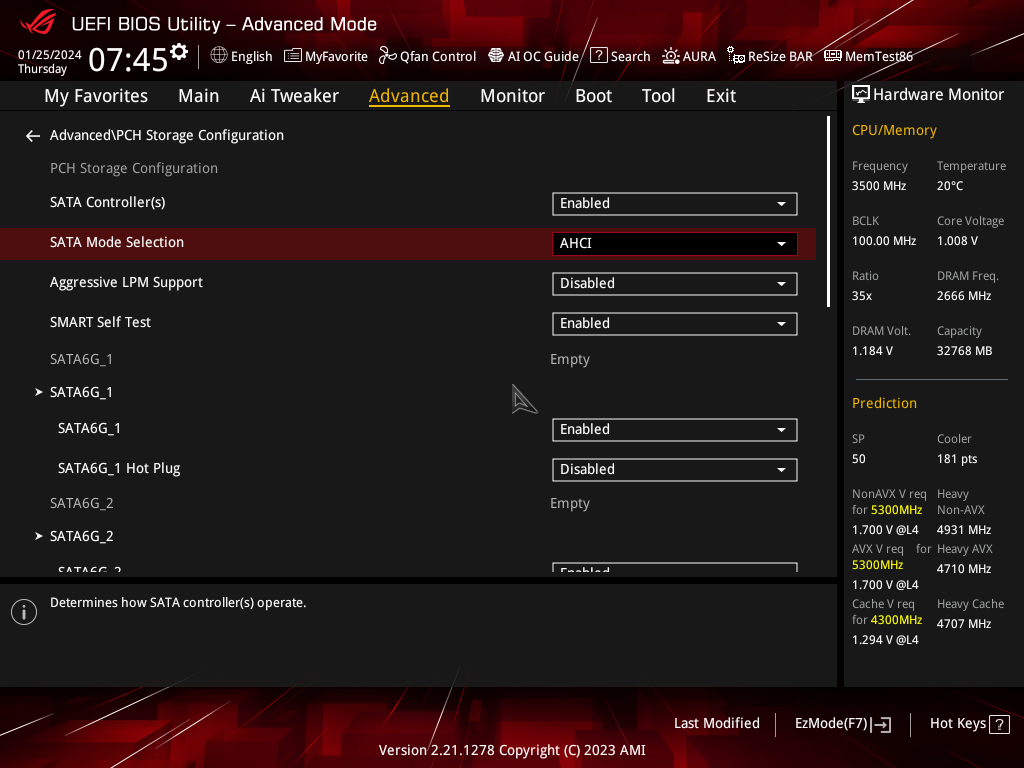 UEFI BIOS Utility – Advanced Mode
01/25/2024
Thursday
07:45
English
MyFavorite
Qfan Control
AI OC Guide
? Search
AURA
ReSize BAR
MemTest86
My Favorites
Main
Ai Tweaker
Advanced
Monitor
Boot
Tool
Exit
Advanced\PCH Storage Configuration
PCH Storage Configuration
SATA Controller(s) Enabled
SATA Mode Selection AHCI
Aggressive LPM Support Disabled
SMART Self Test Enabled
SATA6G_1 Empty
SATA6G_1
SATA6G_1 Enabled
SATA6G_1 Hot Plug Disabled
SATA6G_2 Empty
SATA6G_2
SATA6G_2 Enabled
Determines how SATA controller(s) operate.
Hardware Monitor
CPU/Memory
Frequency Temperature
3500 MHz 20°C
BCLK Core Voltage
100.00 MHz 1.008 V
Ratio DRAM Freq.
35x 2666 MHz
DRAM Volt. Capacity
1.184 V 32768 MB
Prediction
SP Cooler
50 181 pts
NonAVX V req Heavy
for 5300MHz Non-AVX
1.700 V @L4 4931 MHz
AVX V req for Heavy AVX
5300MHz 4710 MHz
1.700 V @L4
Cache V req Heavy Cache
for 4300MHz 4707 MHz
1.294 V @L4
Last Modified
EzMode(F7)
Hot Keys ?
Version 2.21.1278 Copyright (C) 2023 AMI